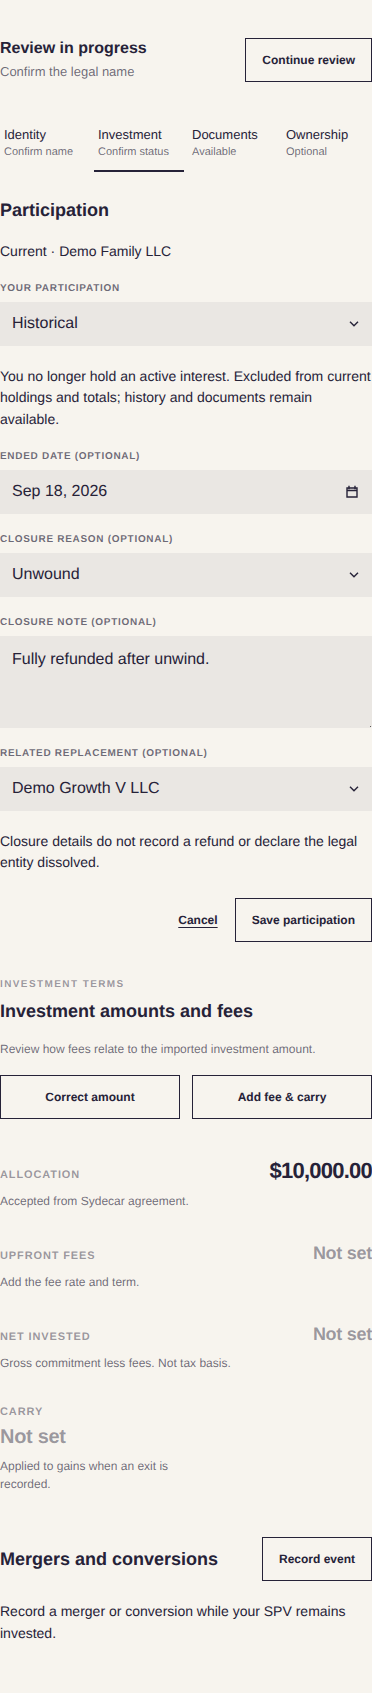 Review in progress
Confirm the legal name
Continue review
Identity
Confirm name
Investment
Confirm status
Documents
Available
Ownership
Optional
Participation
Current · Demo Family LLC
YOUR PARTICIPATION
Historical
You no longer hold an active interest. Excluded from current
holdings and totals; history and documents remain
available.
ENDED DATE (OPTIONAL)
Sep 18, 2026
CLOSURE REASON (OPTIONAL)
Unwound
CLOSURE NOTE (OPTIONAL)
Fully refunded after unwind.
RELATED REPLACEMENT (OPTIONAL)
Demo Growth V LLC
Closure details do not record a refund or declare the legal
entity dissolved.
Cancel
Save participation
INVESTMENT TERMS
Investment amounts and fees
Review how fees relate to the imported investment amount.
Correct amount
Add fee & carry
ALLOCATION
$10,000.00
Accepted from Sydecar agreement.
UPFRONT FEES
Not set
Add the fee rate and term.
NET INVESTED
Not set
Gross commitment less fees. Not tax basis.
CARRY
Not set
Applied to gains when an exit is
recorded.
Mergers and conversions
Record event
Record a merger or conversion while your SPV remains
invested.